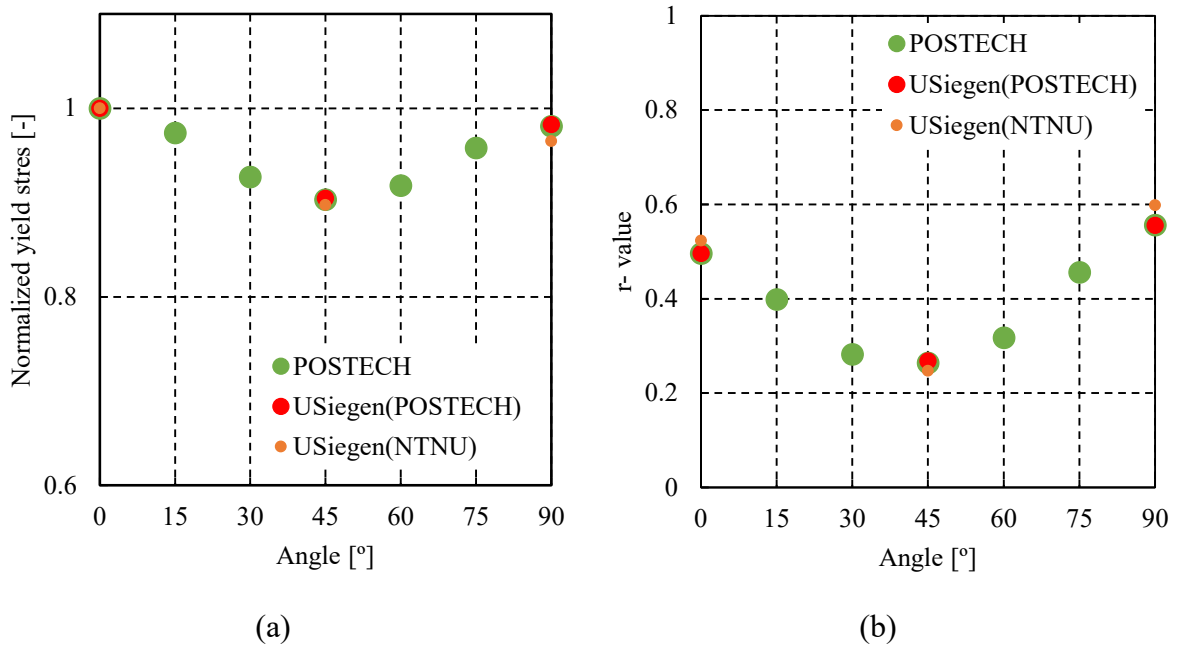 Normalized yield stres [-]
1
0.8
0.6
POSTECH
USiegen(POSTECH)
USiegen(NTNU)
0 15 30 45 60 75 90
Angle [º]
(a)
r- value
1
0.8
0.6
0.4
0.2
0
POSTECH
USiegen(POSTECH)
USiegen(NTNU)
0 15 30 45 60 75 90
Angle [º]
(b)